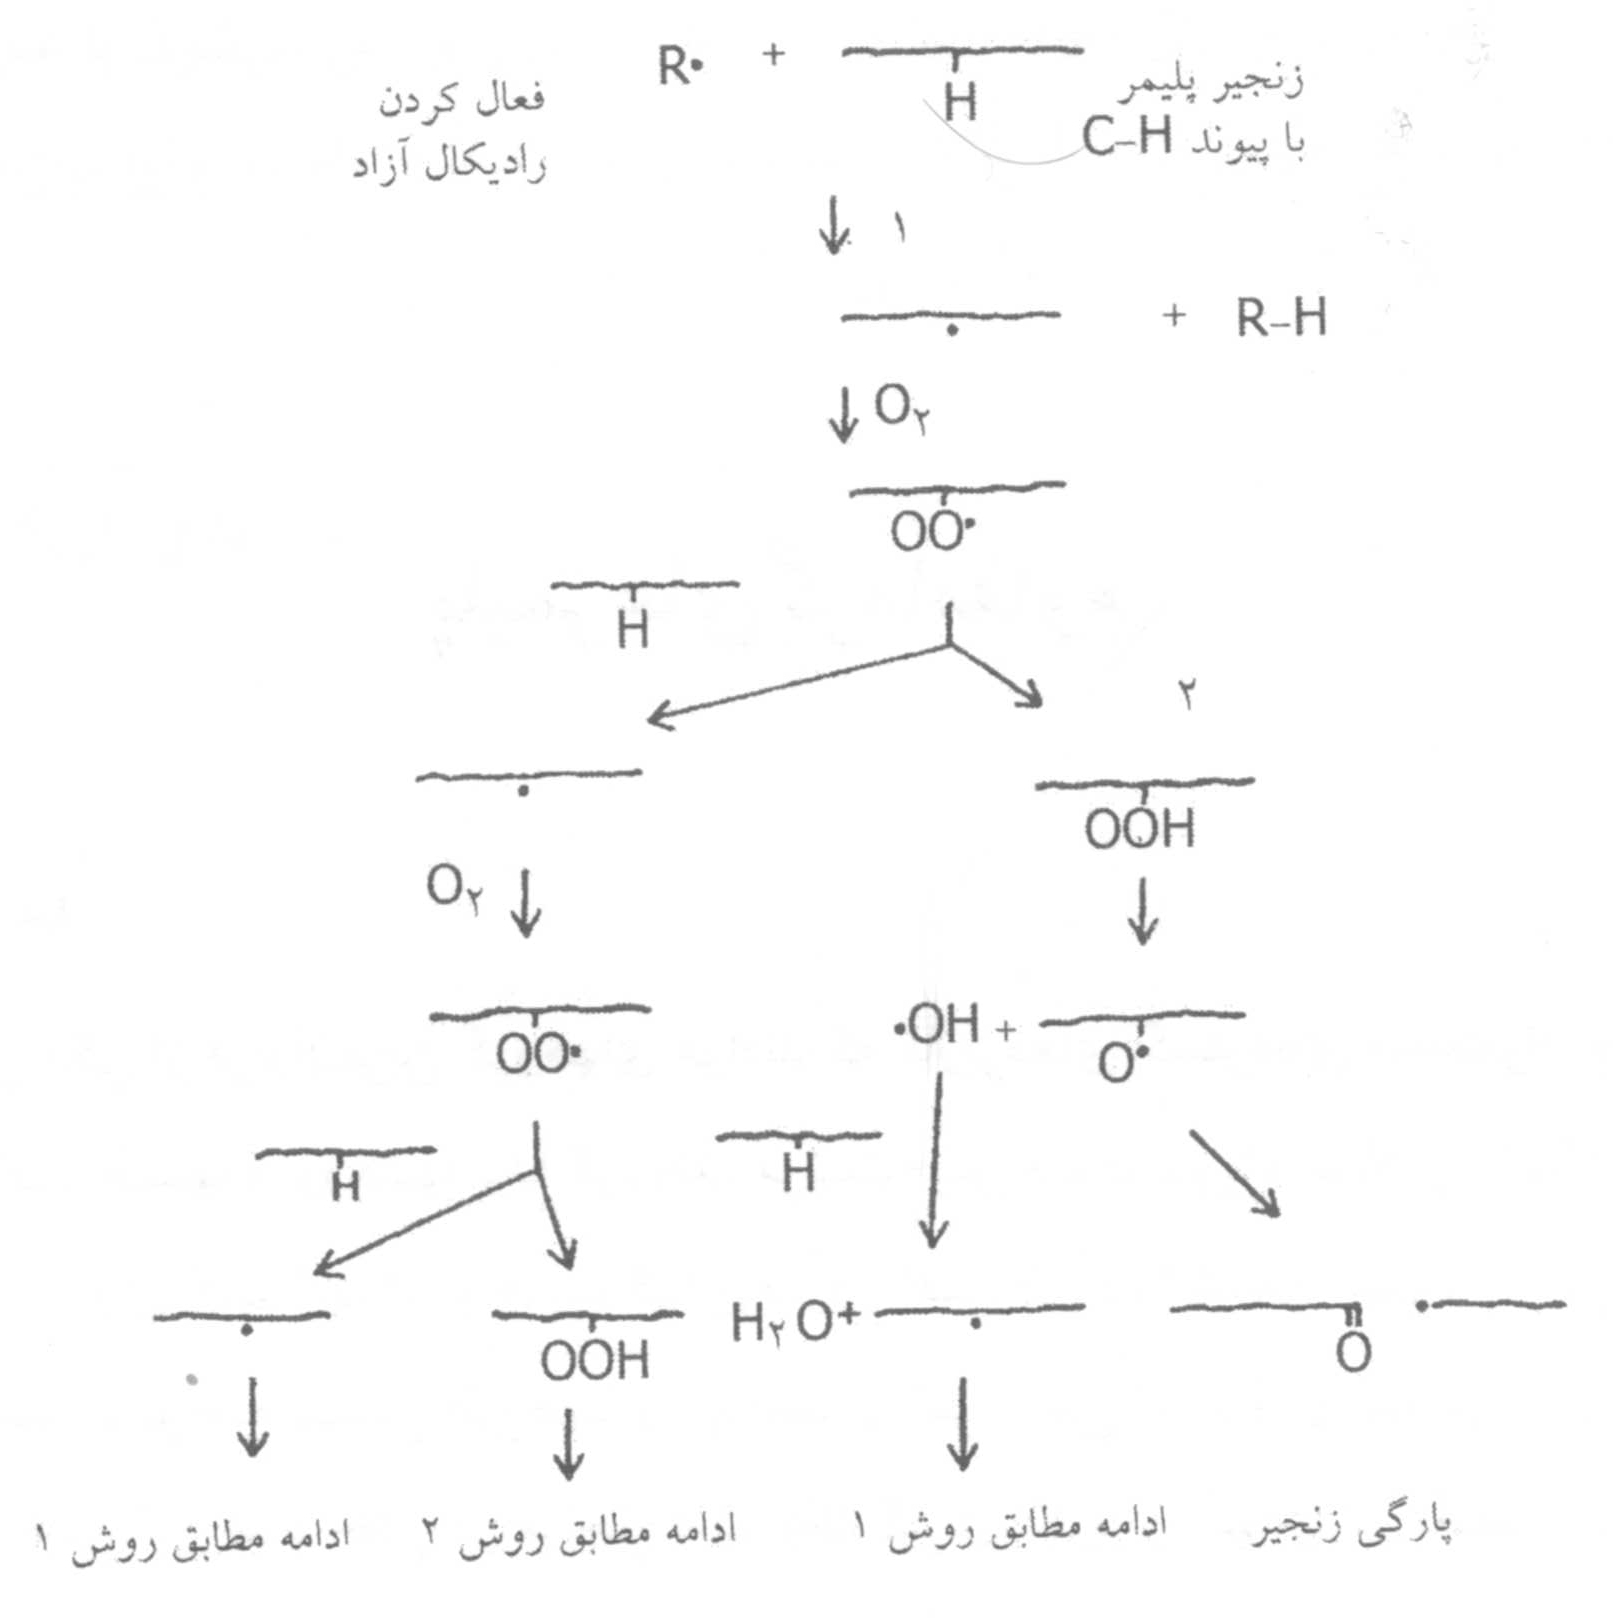 R• + H
زنجیر پلیمر
با پیوند C–H
فعال کردن
رادیکال آزاد
۱
• + R–H
O۲
OO•
H
۲
•
OOH
O۲
OO•
•OH + O•
H
H
•
OOH
H۲O+ •
O •
ادامه مطابق روش ۱
ادامه مطابق روش ۲
ادامه مطابق روش ۱
پارگی زنجیر